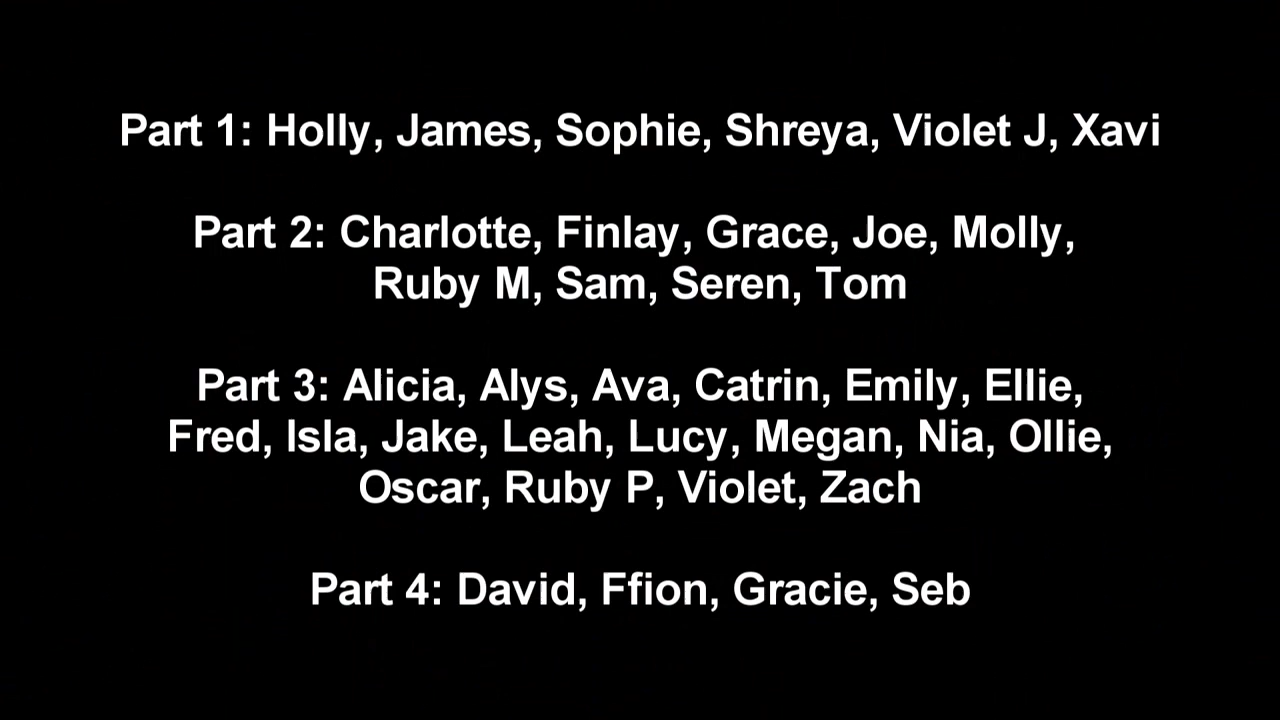 Part 1: Holly, James, Sophie, Shreya, Violet J, Xavi
Part 2: Charlotte, Finlay, Grace, Joe, Molly,
Ruby M, Sam, Seren, Tom
Part 3: Alicia, Alys, Ava, Catrin, Emily, Ellie,
Fred, Isla, Jake, Leah, Lucy, Megan, Nia, Ollie,
Oscar, Ruby P, Violet, Zach
Part 4: David, Ffion, Gracie, Seb